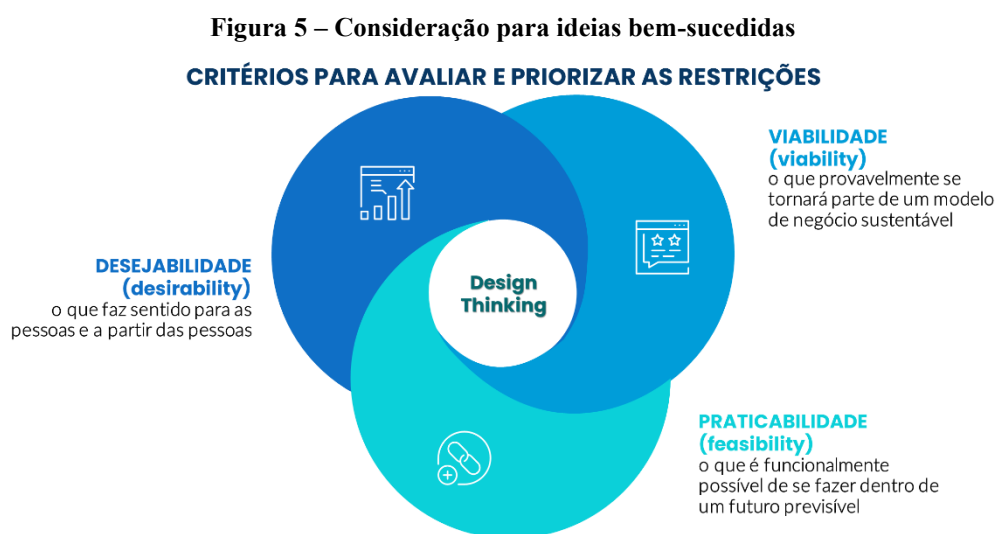 Figura 5 – Consideração para ideias bem-sucedidas
CRITÉRIOS PARA AVALIAR E PRIORIZAR AS RESTRIÇÕES
VIABILIDADE
(viability)
o que provavelmente se
tornará parte de um modelo
de negócio sustentável
DESEJABILIDADE
(desirability)
o que faz sentido para as
pessoas e a partir das pessoas
Design
Thinking
PRATICABILIDADE
(feasibility)
o que é funcionalmente
possível de se fazer dentro de
um futuro previsível